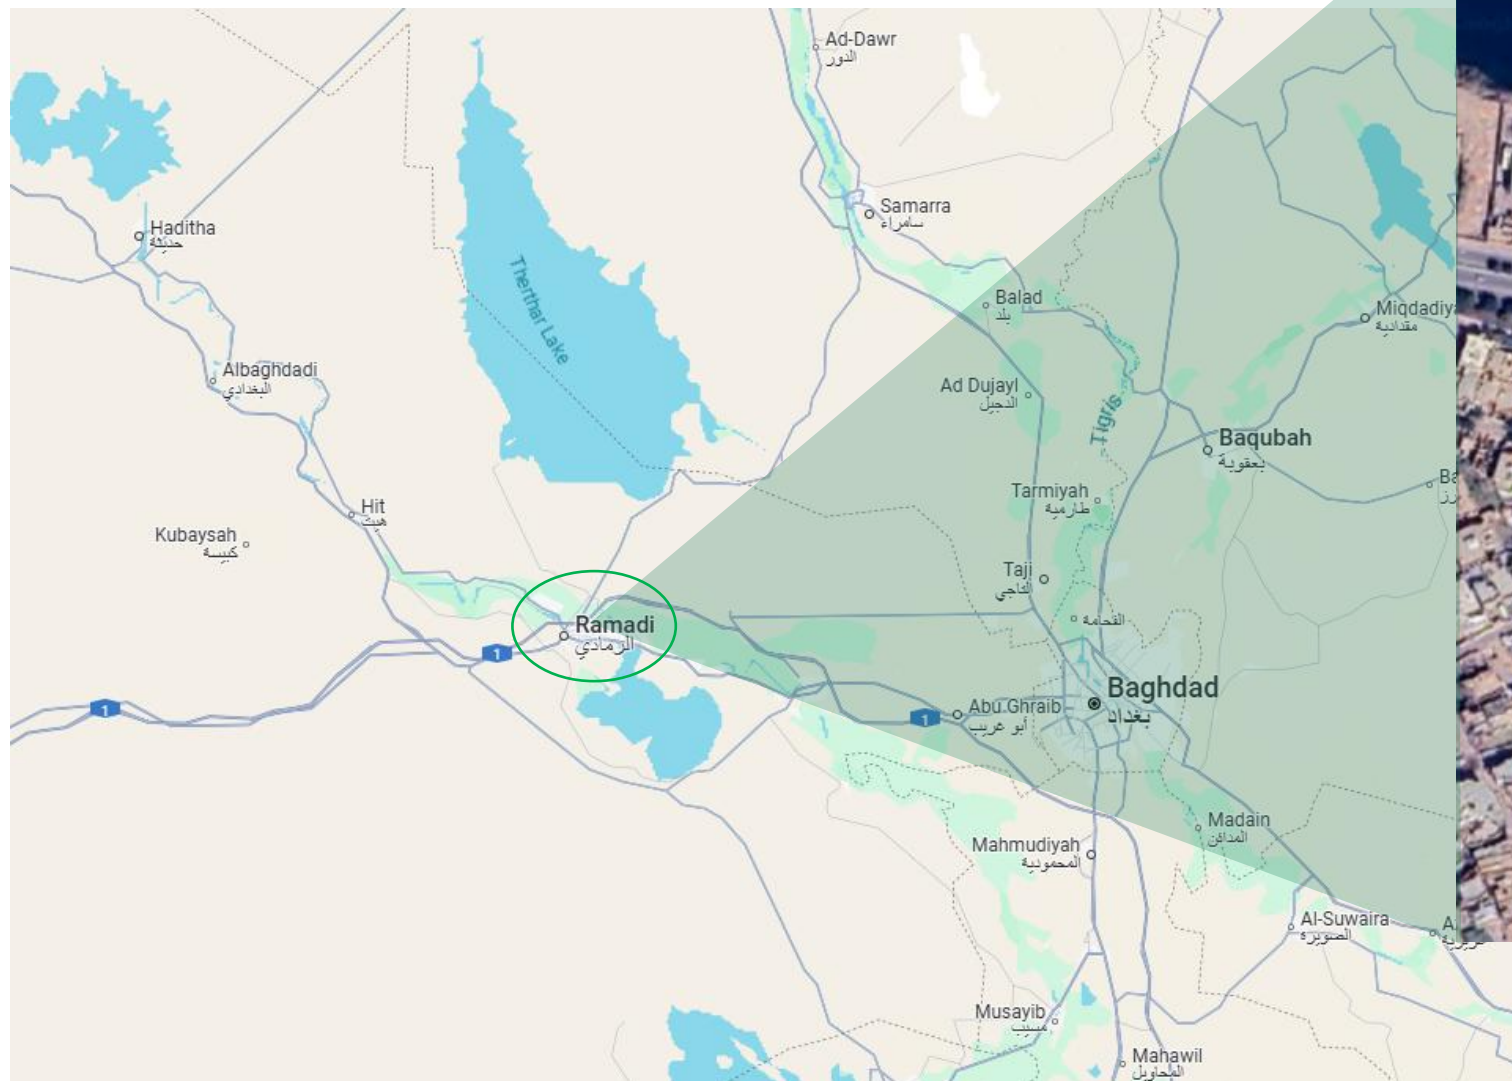 Ad-Dawr
الدور
Samarra
سامراء
Haditha
حديثة
Therthar Lake
Balad
بلد
Miqdadiya
مقدادية
Albaghdadi
البغدادي
Ad Dujayl
الدجيل
Tigris
Baqubah
بعقوبة
Ba
رز
Tarmiyah
طارمية
Hit
هيت
Kubaysah
كبيسة
Taji
التاجي
الفحامة
Ramadi
الرمادي
1
1
Baghdad
بغداد
Abu Ghraib
أبو غريب
1
Madain
المدائن
Mahmudiyah
المحمودية
Al-Suwaira
الصويرة
Musayib
مسيب
Mahawil
المحاويل